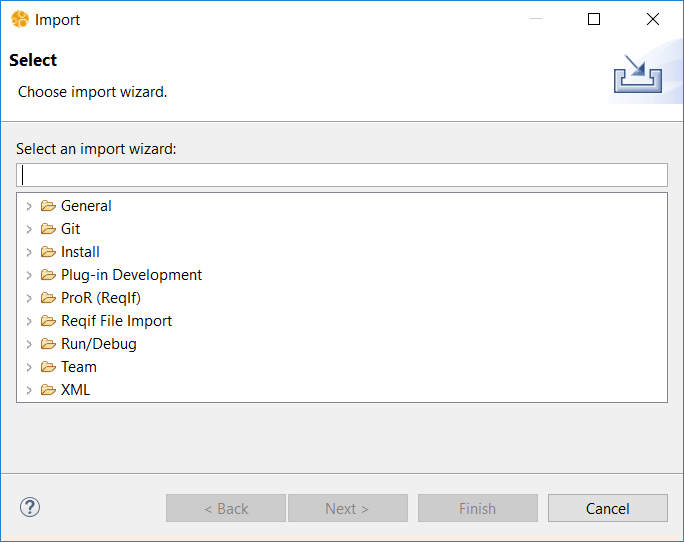 Import
Select
Choose import wizard.
Select an import wizard:
General
Git
Install
Plug-in Development
ProR (ReqIf)
Reqif File Import
Run/Debug
Team
XML
? < Back Next > Finish Cancel